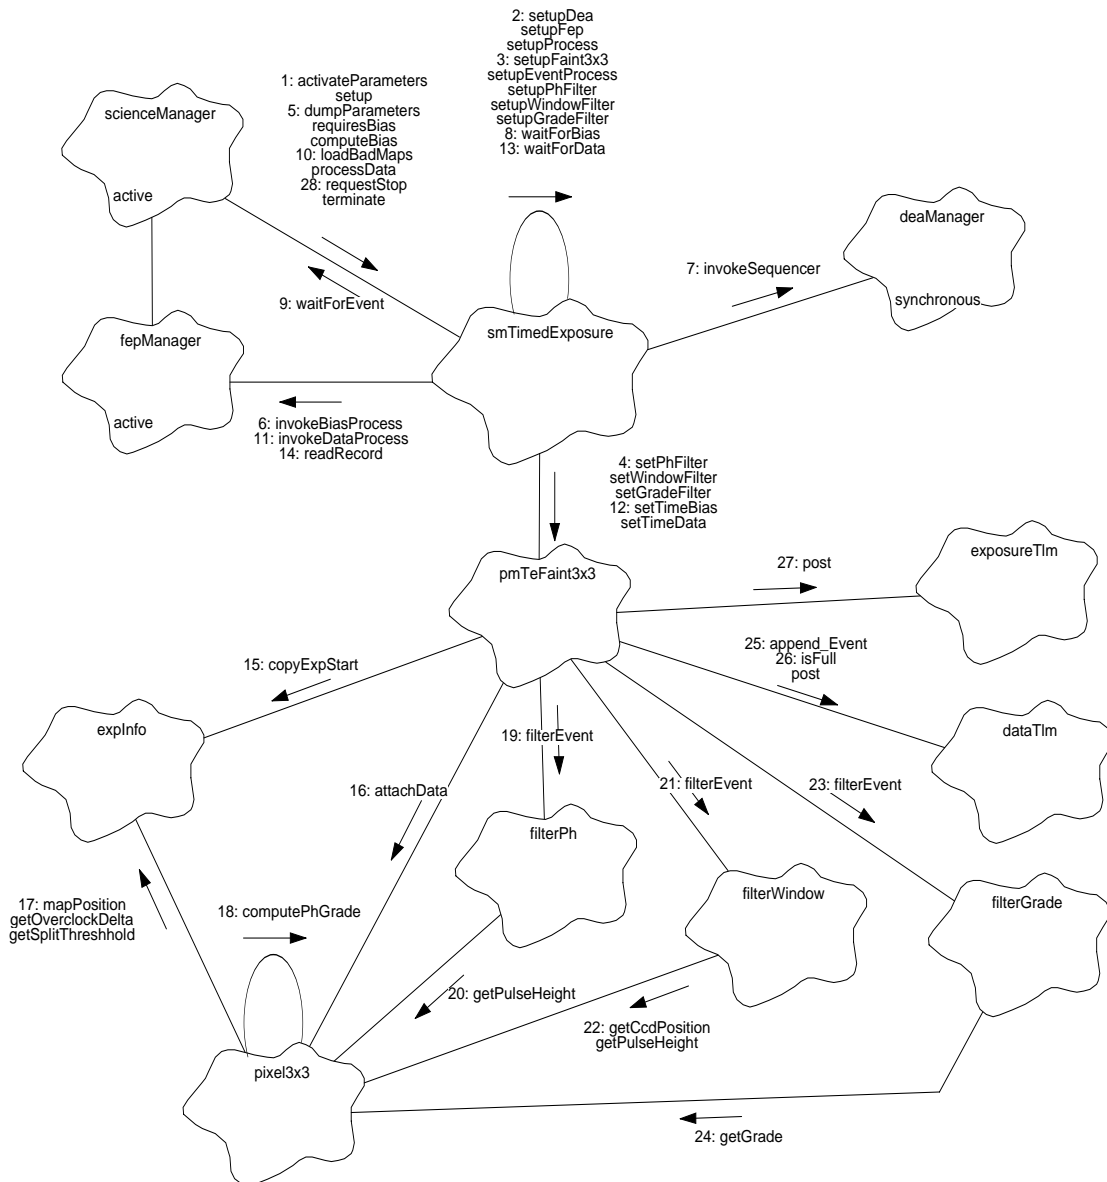 2: setupDea
setupFep
setupProcess
3: setupFaint3x3
setupEventProcess
setupPhFilter
setupWindowFilter
setupGradeFilter
8: waitForBias
13: waitForData
1: activateParameters
setup
5: dumpParameters
requiresBias
computeBias
10: loadBadMaps
processData
28: requestStop
terminate
scienceManager
active
deaManager
synchronous
7: invokeSequencer
9: waitForEvent
smTimedExposure
fepManager
active
6: invokeBiasProcess
11: invokeDataProcess
14: readRecord
4: setPhFilter
setWindowFilter
setGradeFilter
12: setTimeBias
setTimeData
pmTeFaint3x3
27: post
exposureTlm
25: append_Event
26: isFull
post
15: copyExpStart
expInfo
dataTlm
19: filterEvent
16: attachData
21: filterEvent
23: filterEvent
filterPh
filterWindow
filterGrade
17: mapPosition
getOverclockDelta
getSplitThreshhold
18: computePhGrade
20: getPulseHeight
22: getCcdPosition
getPulseHeight
pixel3x3
24: getGrade